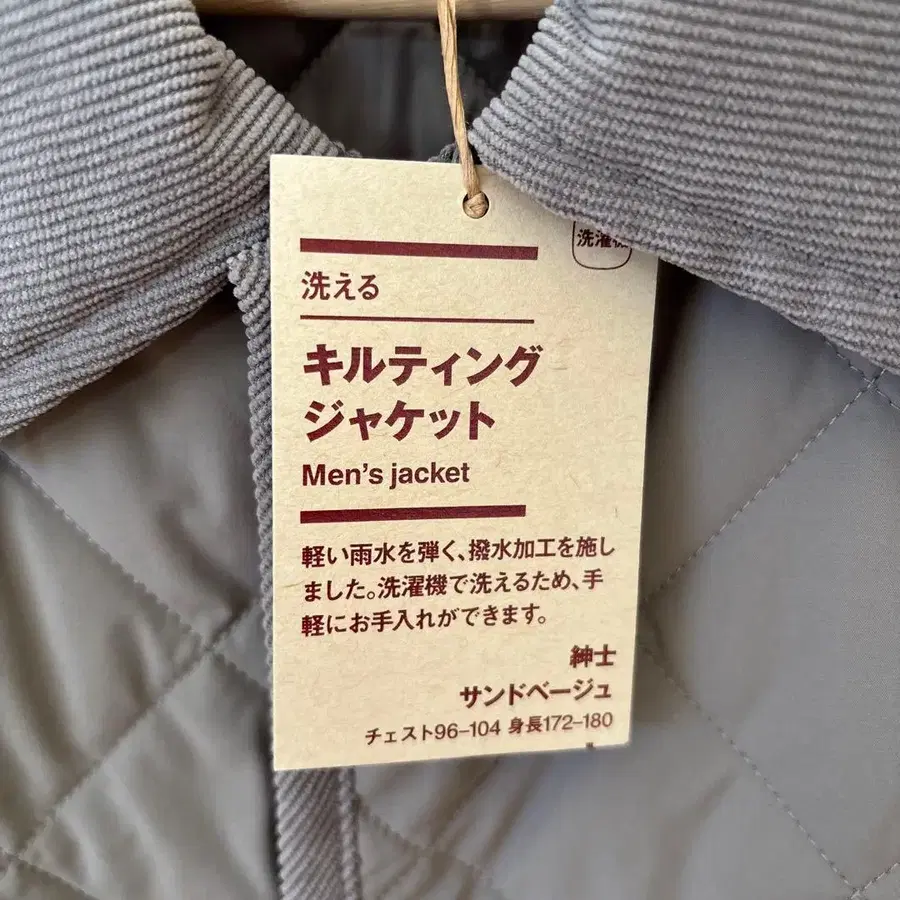 洗濯機
洗える
キルティング
ジャケット
Men's jacket
軽い雨水を弾く、撥水加工を施し
ました。洗濯機で洗えるため、手
軽にお手入れができます。
紳士
サンドベージュ
チェスト96-104 身長172-180